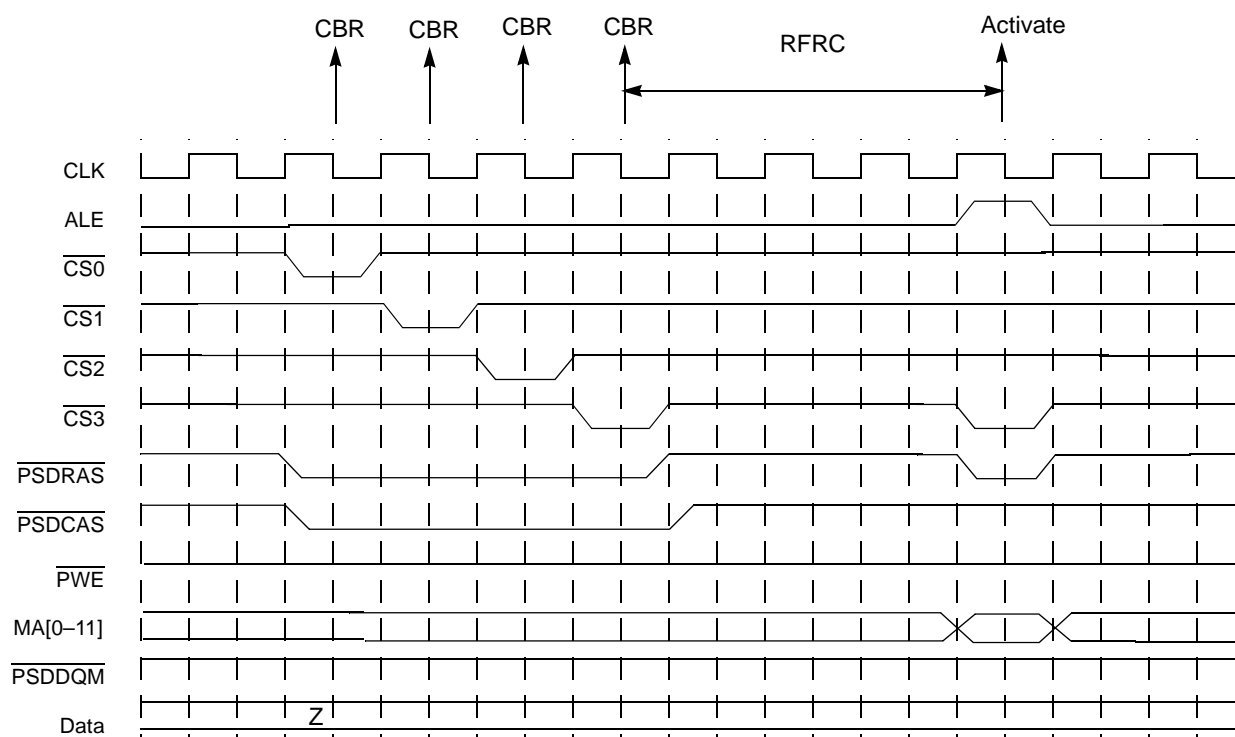 CBR CBR CBR CBR Activate
RFRC
CLK
ALE
CS0
CS1
CS2
CS3
PSDRAS
PSDCAS
PWE
MA[0–11]
PSDDQM
Z
Data